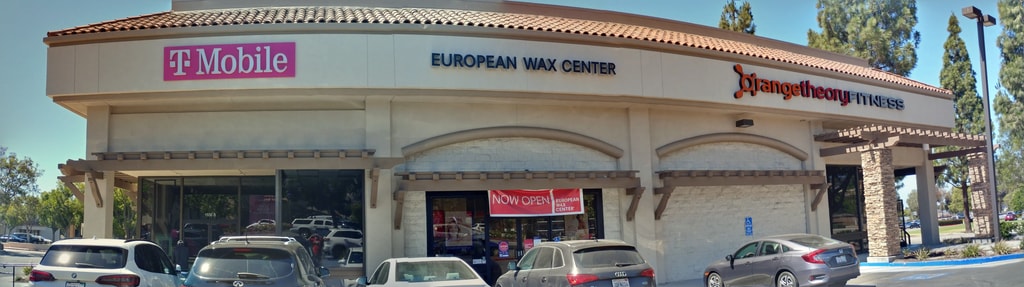 T Mobile
EUROPEAN WAX CENTER
orangetheory FITNESS
NOW OPEN
EUROPEAN
WAX
CENTER